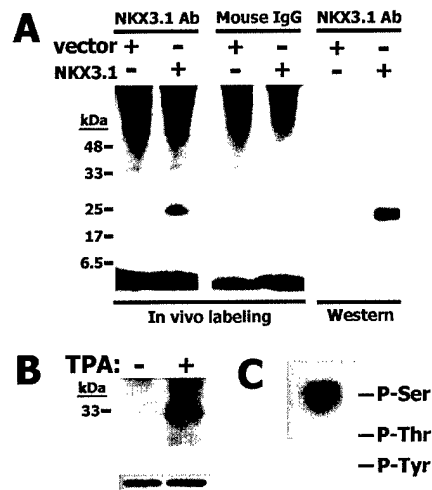 A
NKX3.1 Ab Mouse IgG NKX3.1 Ab
vector + - + - + -
NKX3.1 - + - + - +
kDa
48-
33-
25-
17-
6.5-
In vivo labeling Western
B TPA: - +
kDa
33-
C
-P-Ser
-P-Thr
-P-Tyr